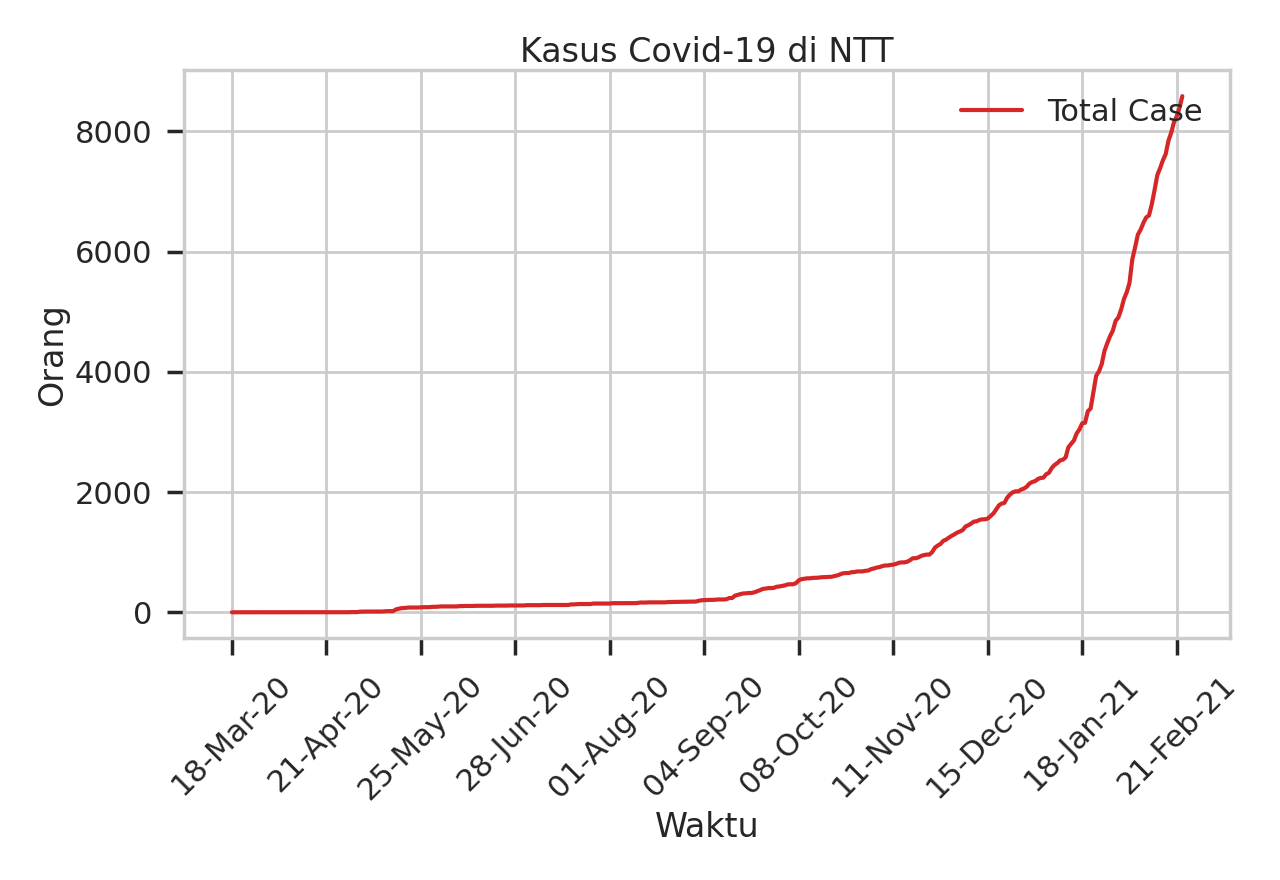 Kasus Covid-19 di NTT
Total Case
8000
6000
4000
2000
0
Orang
18-Mar-20
21-Apr-20
25-May-20
28-Jun-20
01-Aug-20
04-Sep-20
08-Oct-20
11-Nov-20
15-Dec-20
18-Jan-21
21-Feb-21
Waktu